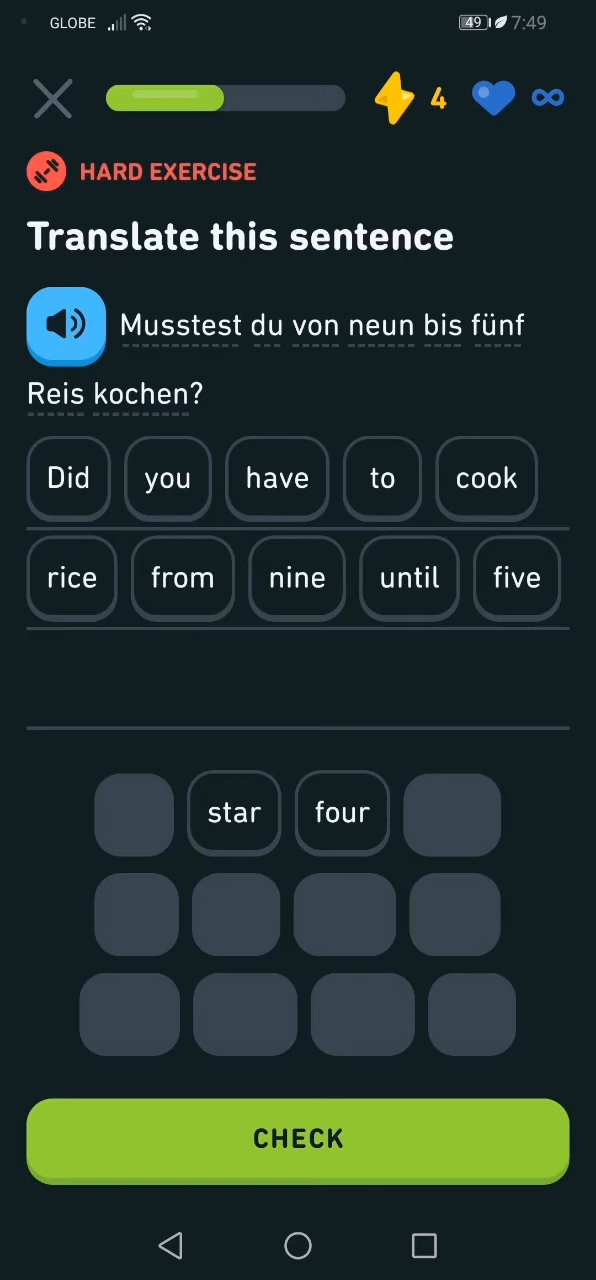 GLOBE 49 7:49
4 ∞
HARD EXERCISE
Translate this sentence
Musstest du von neun bis fünf
Reis kochen?
Did you have to cook
rice from nine until five
star four
CHECK